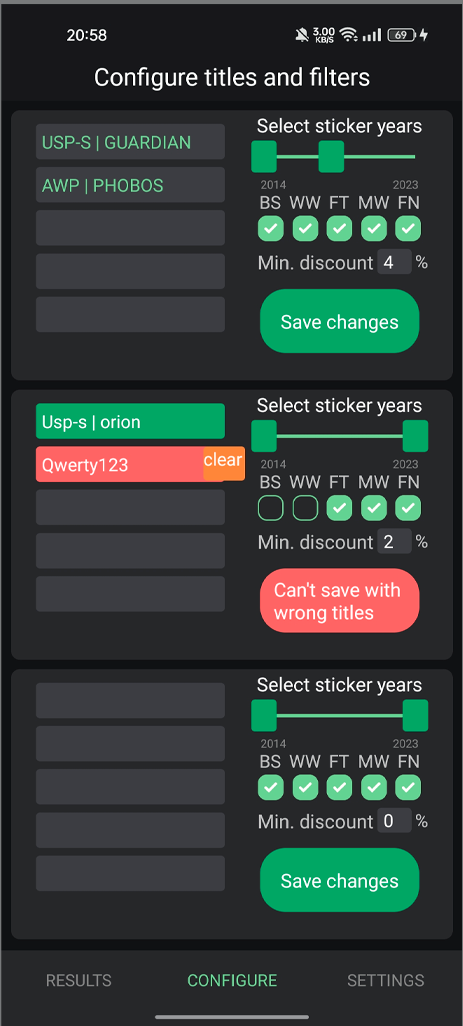 20:58
3.00
KB/S
69
Configure titles and filters
USP-S | GUARDIAN
AWP | PHOBOS
Select sticker years
2014 2023
BS WW FT MW FN
Min. discount 4 %
Save changes
Usp-s | orion
Qwerty123
clear
Select sticker years
2014 2023
BS WW FT MW FN
Min. discount 2 %
Can't save with
wrong titles
Select sticker years
2014 2023
BS WW FT MW FN
Min. discount 0 %
Save changes
RESULTS CONFIGURE SETTINGS